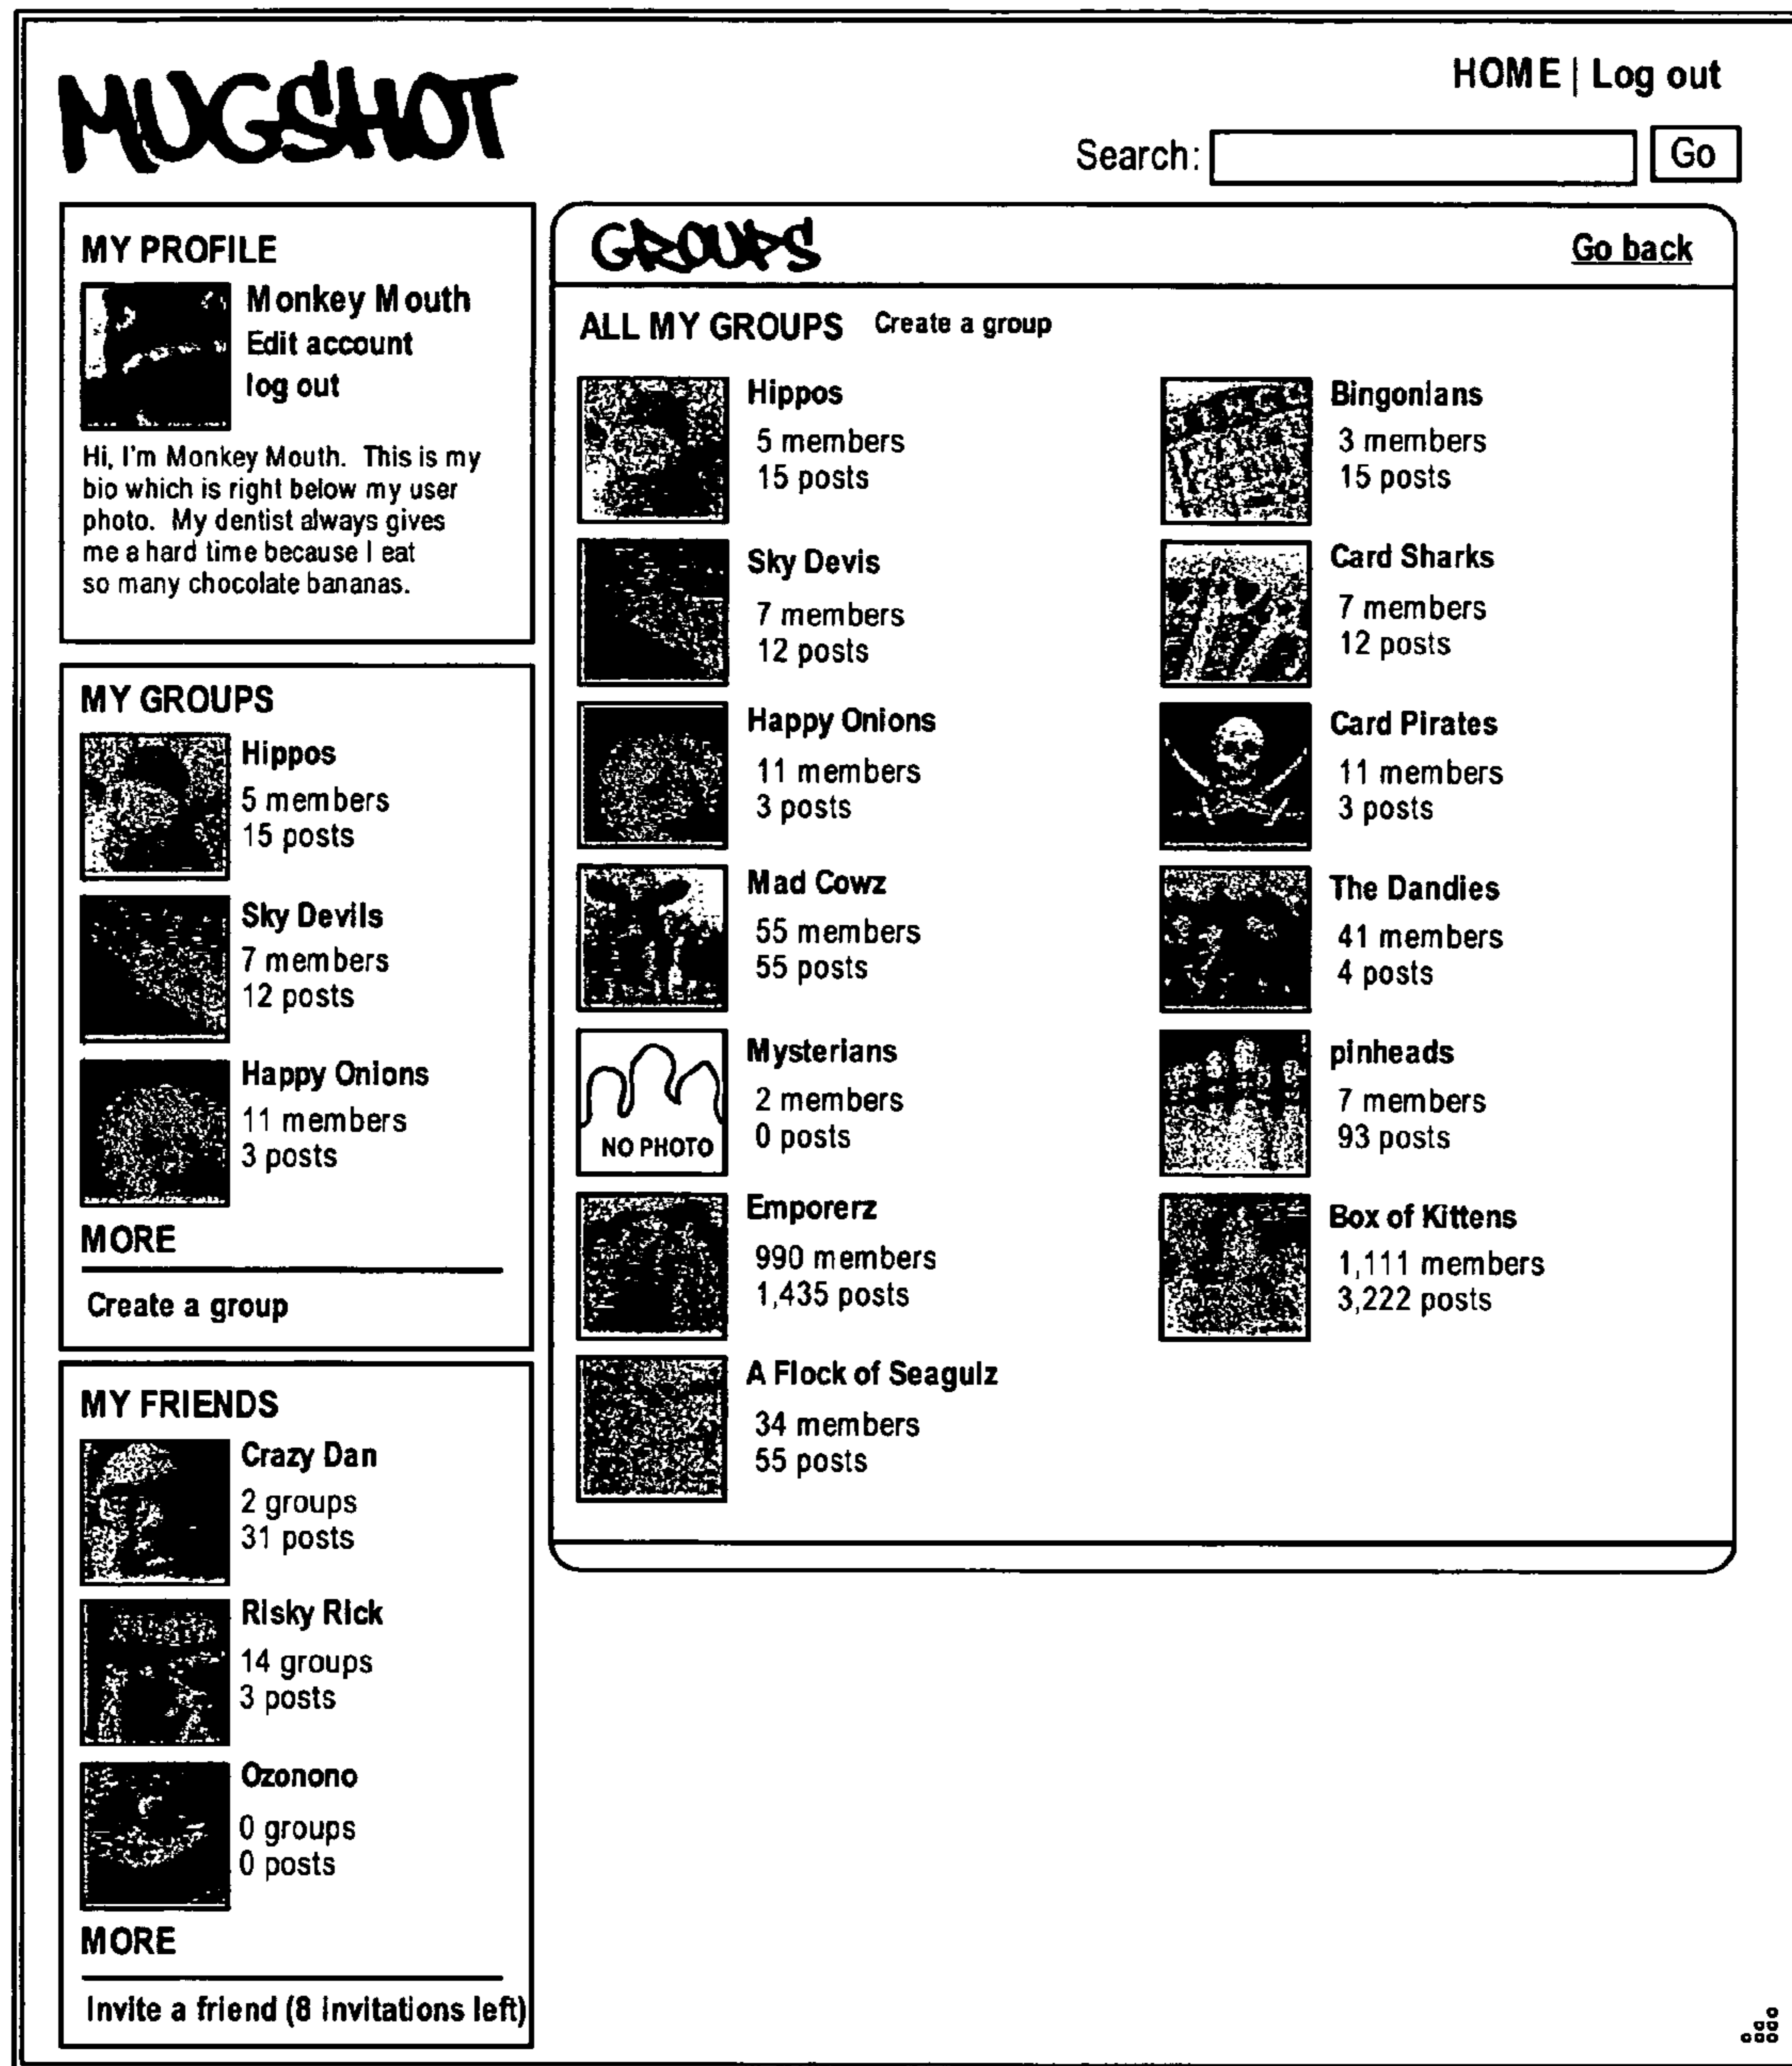 MUGSHOT
HOME | Log out
Search: Go
MY PROFILE
Monkey Mouth
Edit account
log out
Hi, I'm Monkey Mouth. This is my
bio which is right below my user
photo. My dentist always gives
me a hard time because I eat
so many chocolate bananas.
MY GROUPS
Hippos
5 members
15 posts
Sky Devils
7 members
12 posts
Happy Onions
11 members
3 posts
MORE
Create a group
MY FRIENDS
Crazy Dan
2 groups
31 posts
Risky Rick
14 groups
3 posts
Ozonono
0 groups
0 posts
MORE
Invite a friend (8 invitations left)
GROUPS
Go back
ALL MY GROUPS Create a group
Hippos
5 members
15 posts
Sky Devis
7 members
12 posts
Happy Onions
11 members
3 posts
Mad Cowz
55 members
55 posts
NO PHOTO
Mysterians
2 members
0 posts
Emporerz
990 members
1,435 posts
A Flock of Seagulz
34 members
55 posts
Bingonians
3 members
15 posts
Card Sharks
7 members
12 posts
Card Pirates
11 members
3 posts
The Dandies
41 members
4 posts
pinheads
7 members
93 posts
Box of Kittens
1,111 members
3,222 posts